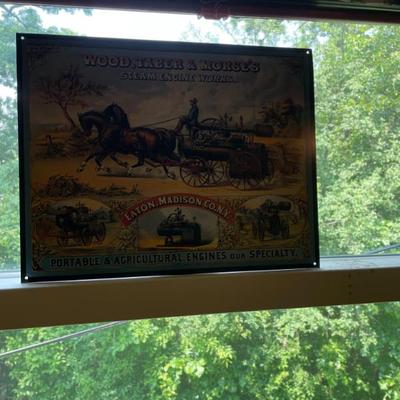 WOOD, TABER & MORSE'S
STEAM ENGINE WORKS.
EATON, MADISON CO. N.Y.
PORTABLE & AGRICULTURAL ENGINES OUR SPECIALTY.